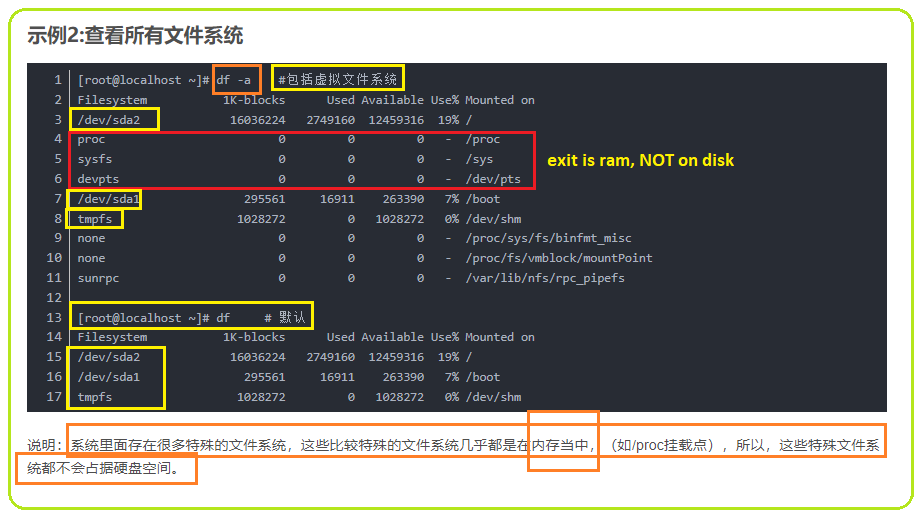 示例2:查看所有文件系统
1 [root@localhost ~]# df -a #包括虚拟文件系统
2 Filesystem 1K-blocks Used Available Use% Mounted on
3 /dev/sda2 16036224 2749160 12459316 19% /
4 proc 0 0 0 - /proc
5 sysfs 0 0 0 - /sys
exit is ram, NOT on disk
6 devpts 0 0 0 - /dev/pts
7 /dev/sda1 295561 16911 263390 7% /boot
8 tmpfs 1028272 0 1028272 0% /dev/shm
9 none 0 0 0 - /proc/sys/fs/binfmt_misc
10 none 0 0 0 - /proc/fs/vmblock/mountPoint
11 sunrpc 0 0 0 - /var/lib/nfs/rpc_pipefs
12
13 [root@localhost ~]# df # 默认
14 Filesystem 1K-blocks Used Available Use% Mounted on
15 /dev/sda2 16036224 2749160 12459316 19% /
16 /dev/sda1 295561 16911 263390 7% /boot
17 tmpfs 1028272 0 1028272 0% /dev/shm
说明：系统里面存在很多特殊的文件系统，这些比较特殊的文件系统几乎都是在内存当中，（如/proc挂载点），所以，这些特殊文件系
统都不会占据硬盘空间。